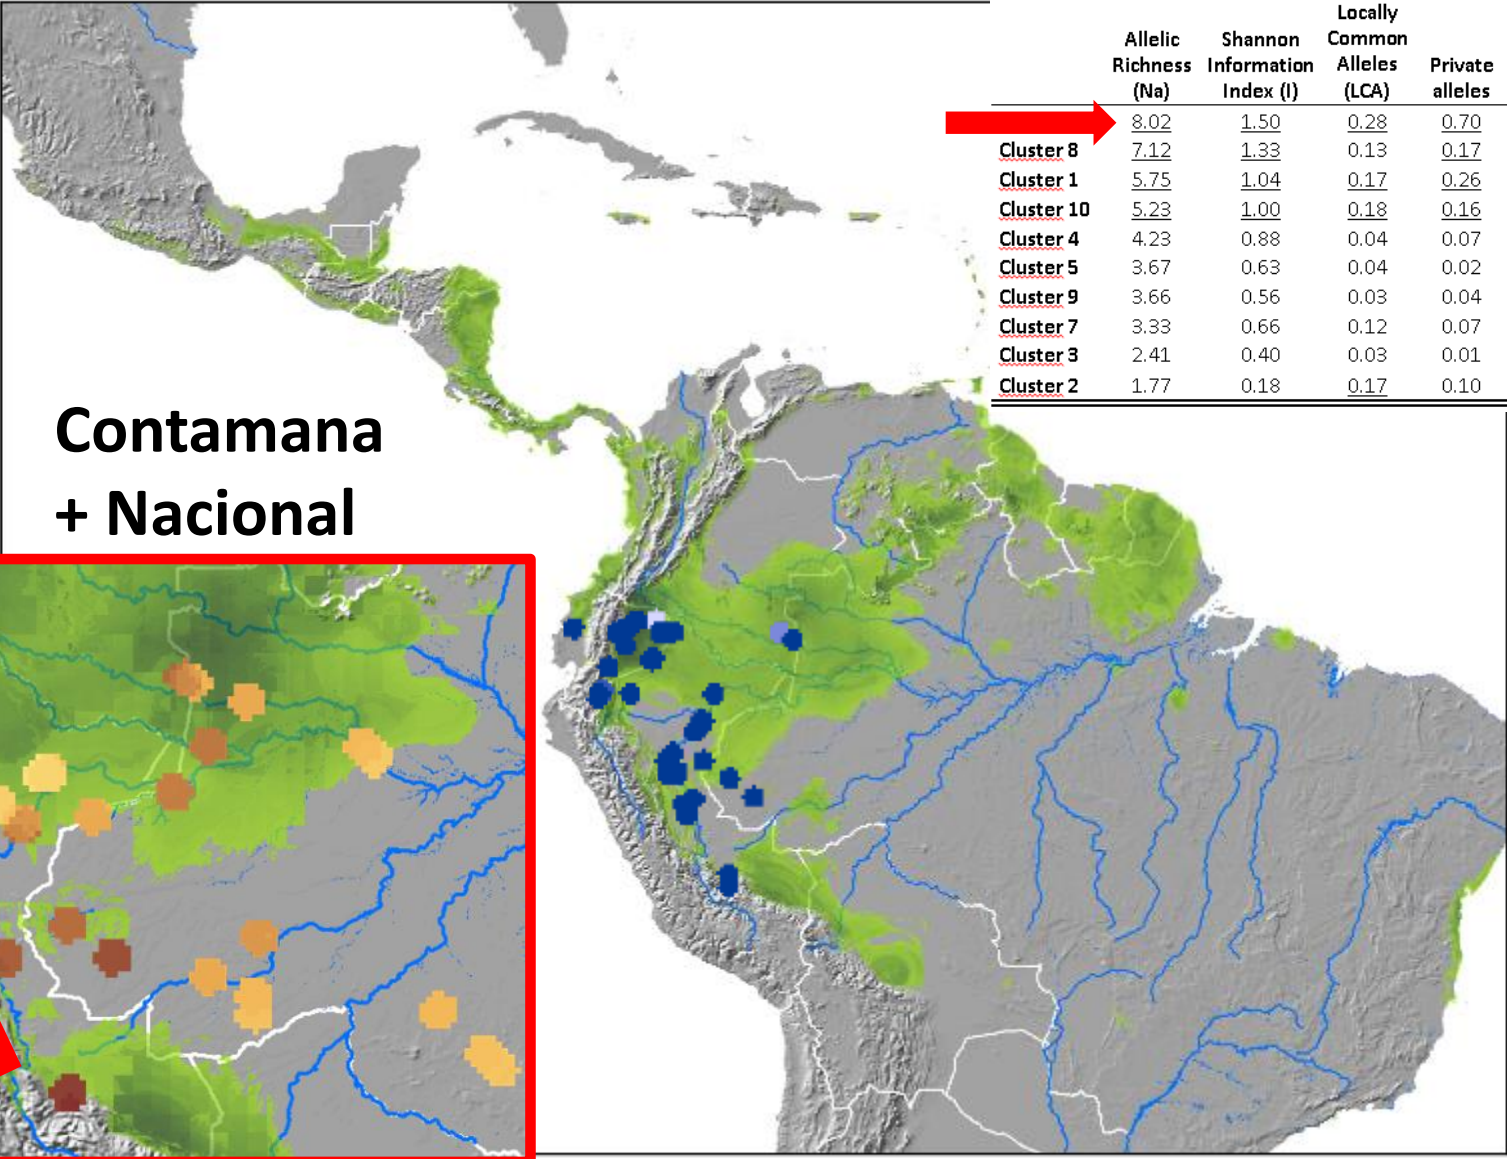 Locally
Allelic Shannon Common
Richness Information Alleles Private
(Na) Index (I) (LCA) alleles
8.02 1.50 0.28 0.70
Cluster 8 7.12 1.33 0.13 0.17
Cluster 1 5.75 1.04 0.17 0.26
Cluster 10 5.23 1.00 0.18 0.16
Cluster 4 4.23 0.88 0.04 0.07
Cluster 5 3.67 0.63 0.04 0.02
Cluster 9 3.66 0.56 0.03 0.04
Cluster 7 3.33 0.66 0.12 0.07
Cluster 3 2.41 0.40 0.03 0.01
Cluster 2 1.77 0.18 0.17 0.10
Contamana
+ Nacional